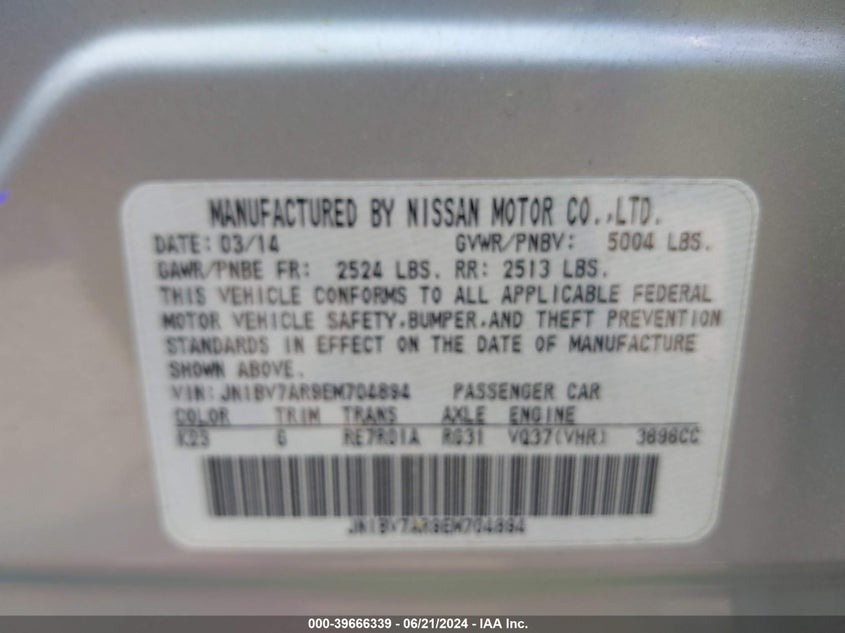 MANUFACTURED BY NISSAN MOTOR CO.,LTD.
DATE: 03/14 GVWR/PNBV: 5004 LBS.
GAWR/PNBE FR: 2524 LBS. RR: 2513 LBS.
THIS VEHICLE CONFORMS TO ALL APPLICABLE FEDERAL
MOTOR VEHICLE SAFETY,BUMPER,AND THEFT PREVENTION
STANDARDS IN EFFECT ON THE DATE OF MANUFACTURE
SHOWN ABOVE.
VIN: JN1BV7AR9EM704894 PASSENGER CAR
COLOR TRIM TRANS AXLE ENGINE
K23 G RE7R01A RG31 VQ37(VHR) 3696CC
JN1BV7AR9EM704894
000-39666339 - 06/21/2024 - IAA Inc.